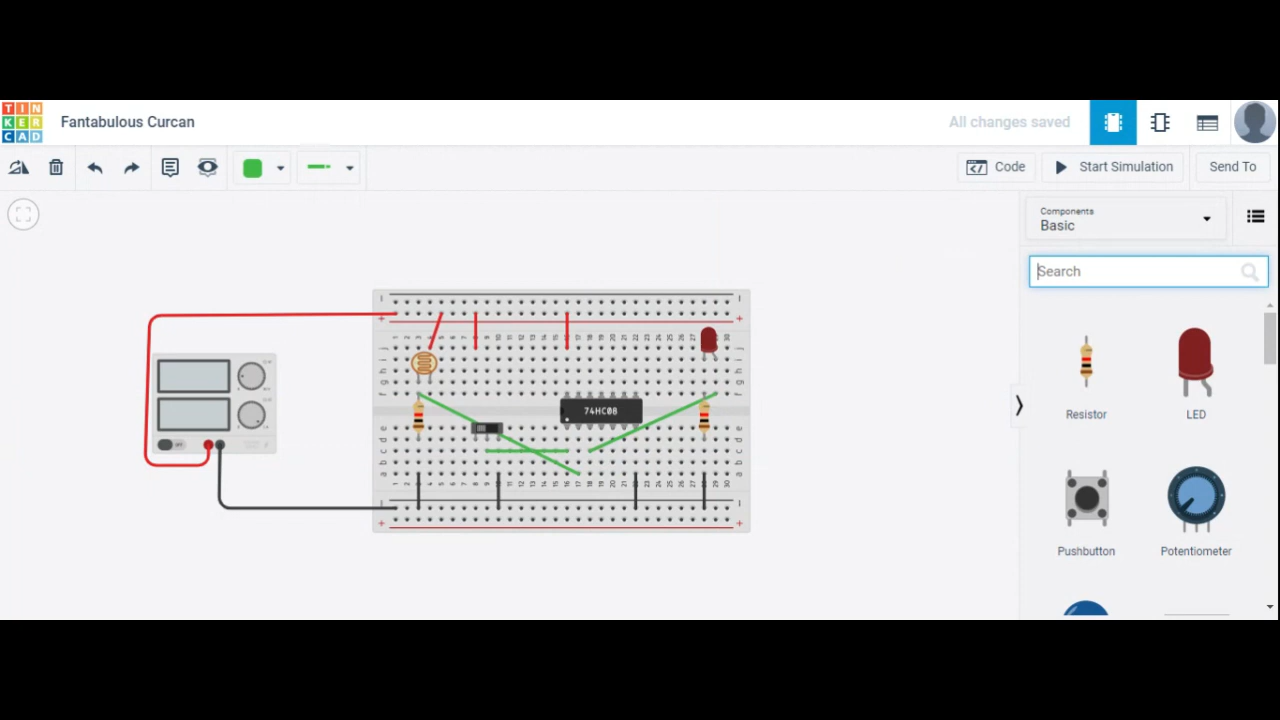 TIN
KER
CAD
Fantabulous Curcan
All changes saved
Code
Start Simulation
Send To
Components
Basic
Search
Resistor
LED
Pushbutton
Potentiometer
74HC08